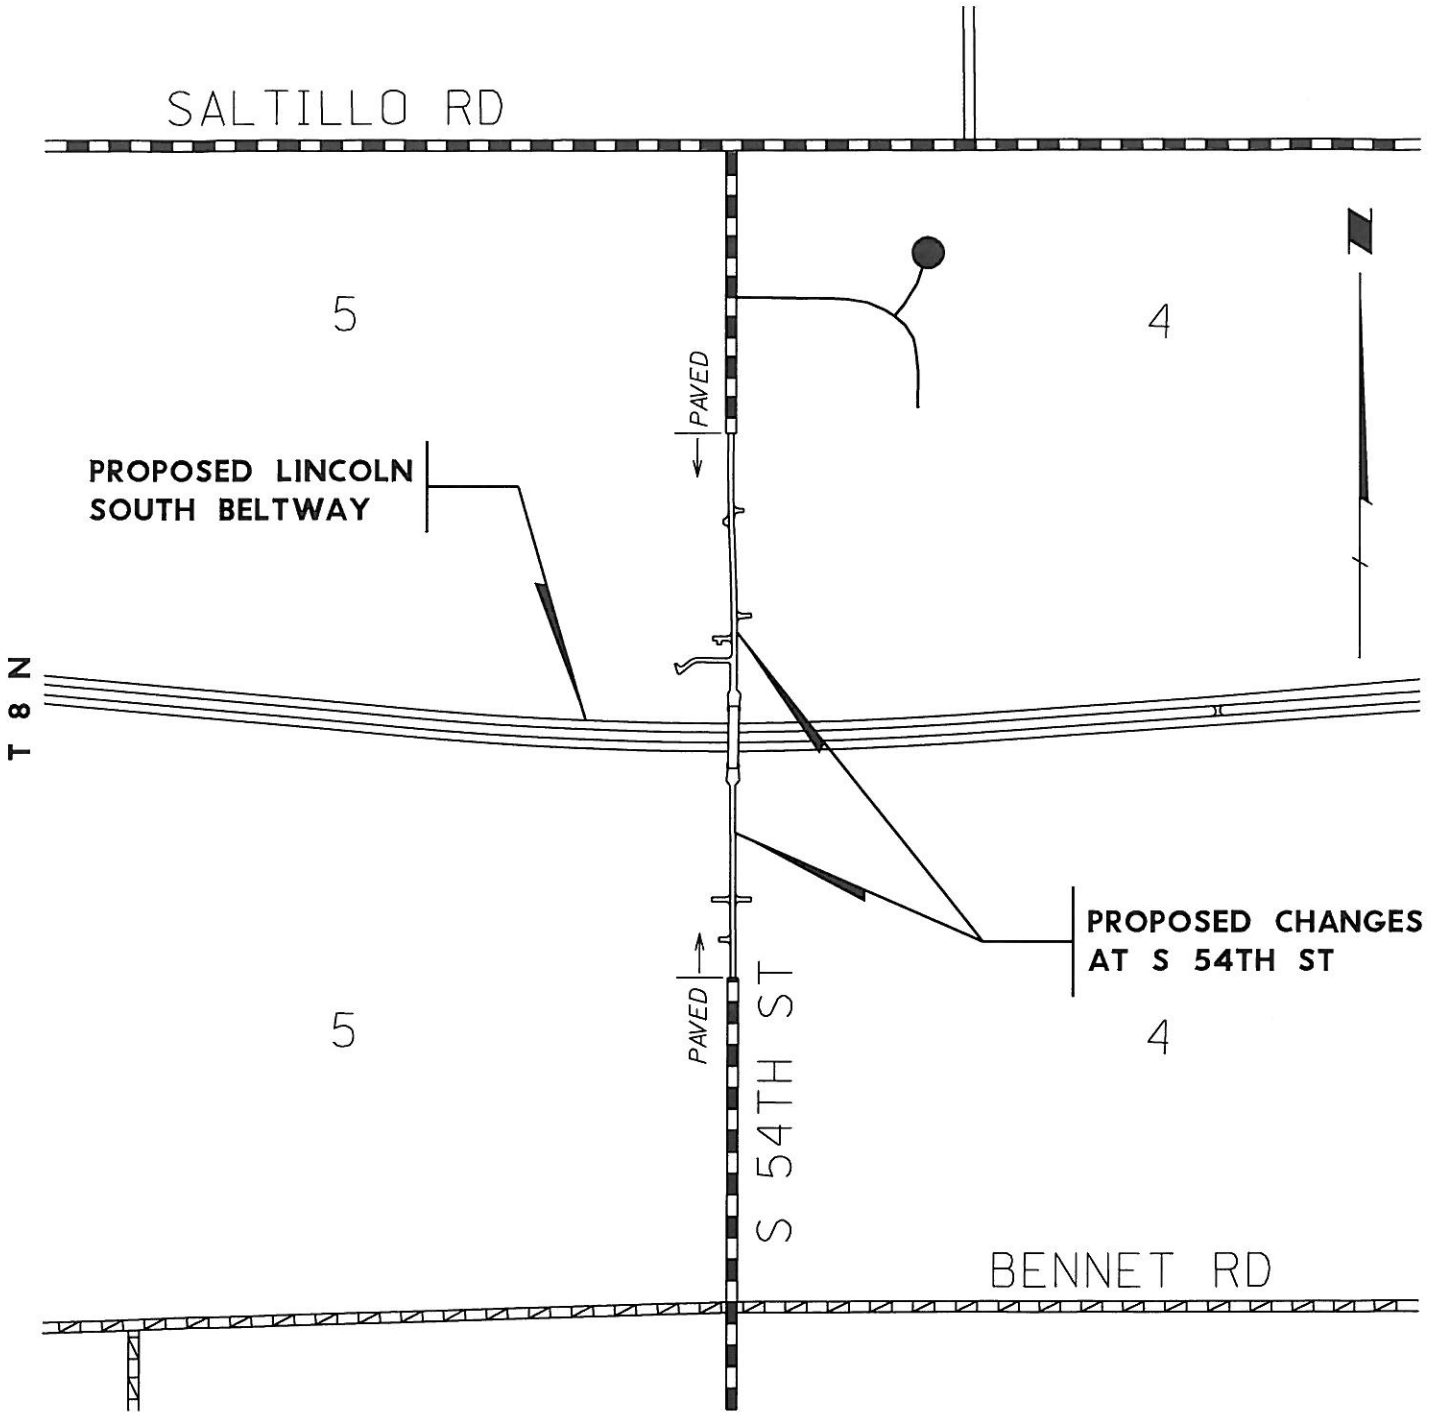 SALTILLO RD
N
5
4
PAVED
PROPOSED LINCOLN
SOUTH BELTWAY
T 8 N
PROPOSED CHANGES
AT S 54TH ST
PAVED
S 54TH ST
5
4
BENNET RD